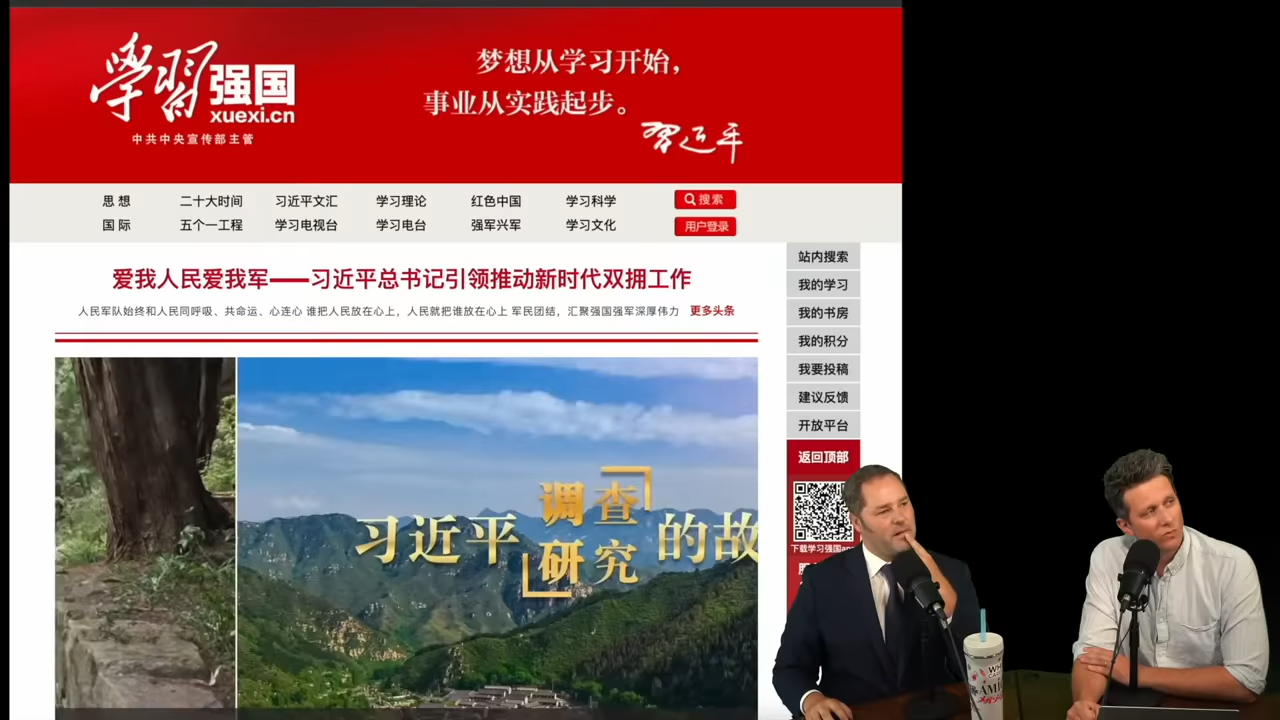 學習强国
xuexi.cn
中共中央宣传部主管
梦想从学习开始，
事业从实践起步。
习近平
思想 二十大时间 习近平文汇 学习理论 红色中国 学习科学 搜索
国际 五个一工程 学习电视台 学习电台 强军兴军 学习文化 用户登录
爱我人民爱我军——习近平总书记引领推动新时代双拥工作
人民军队始终和人民同呼吸、共命运、心连心 谁把人民放在心上，人民就把谁放在心上 军民团结，汇聚强国强军深厚伟力 更多头条
站内搜索
我的学习
我的书房
我的积分
我要投稿
建议反馈
开放平台
返回顶部
下载学习强国
习近平调查研究的故